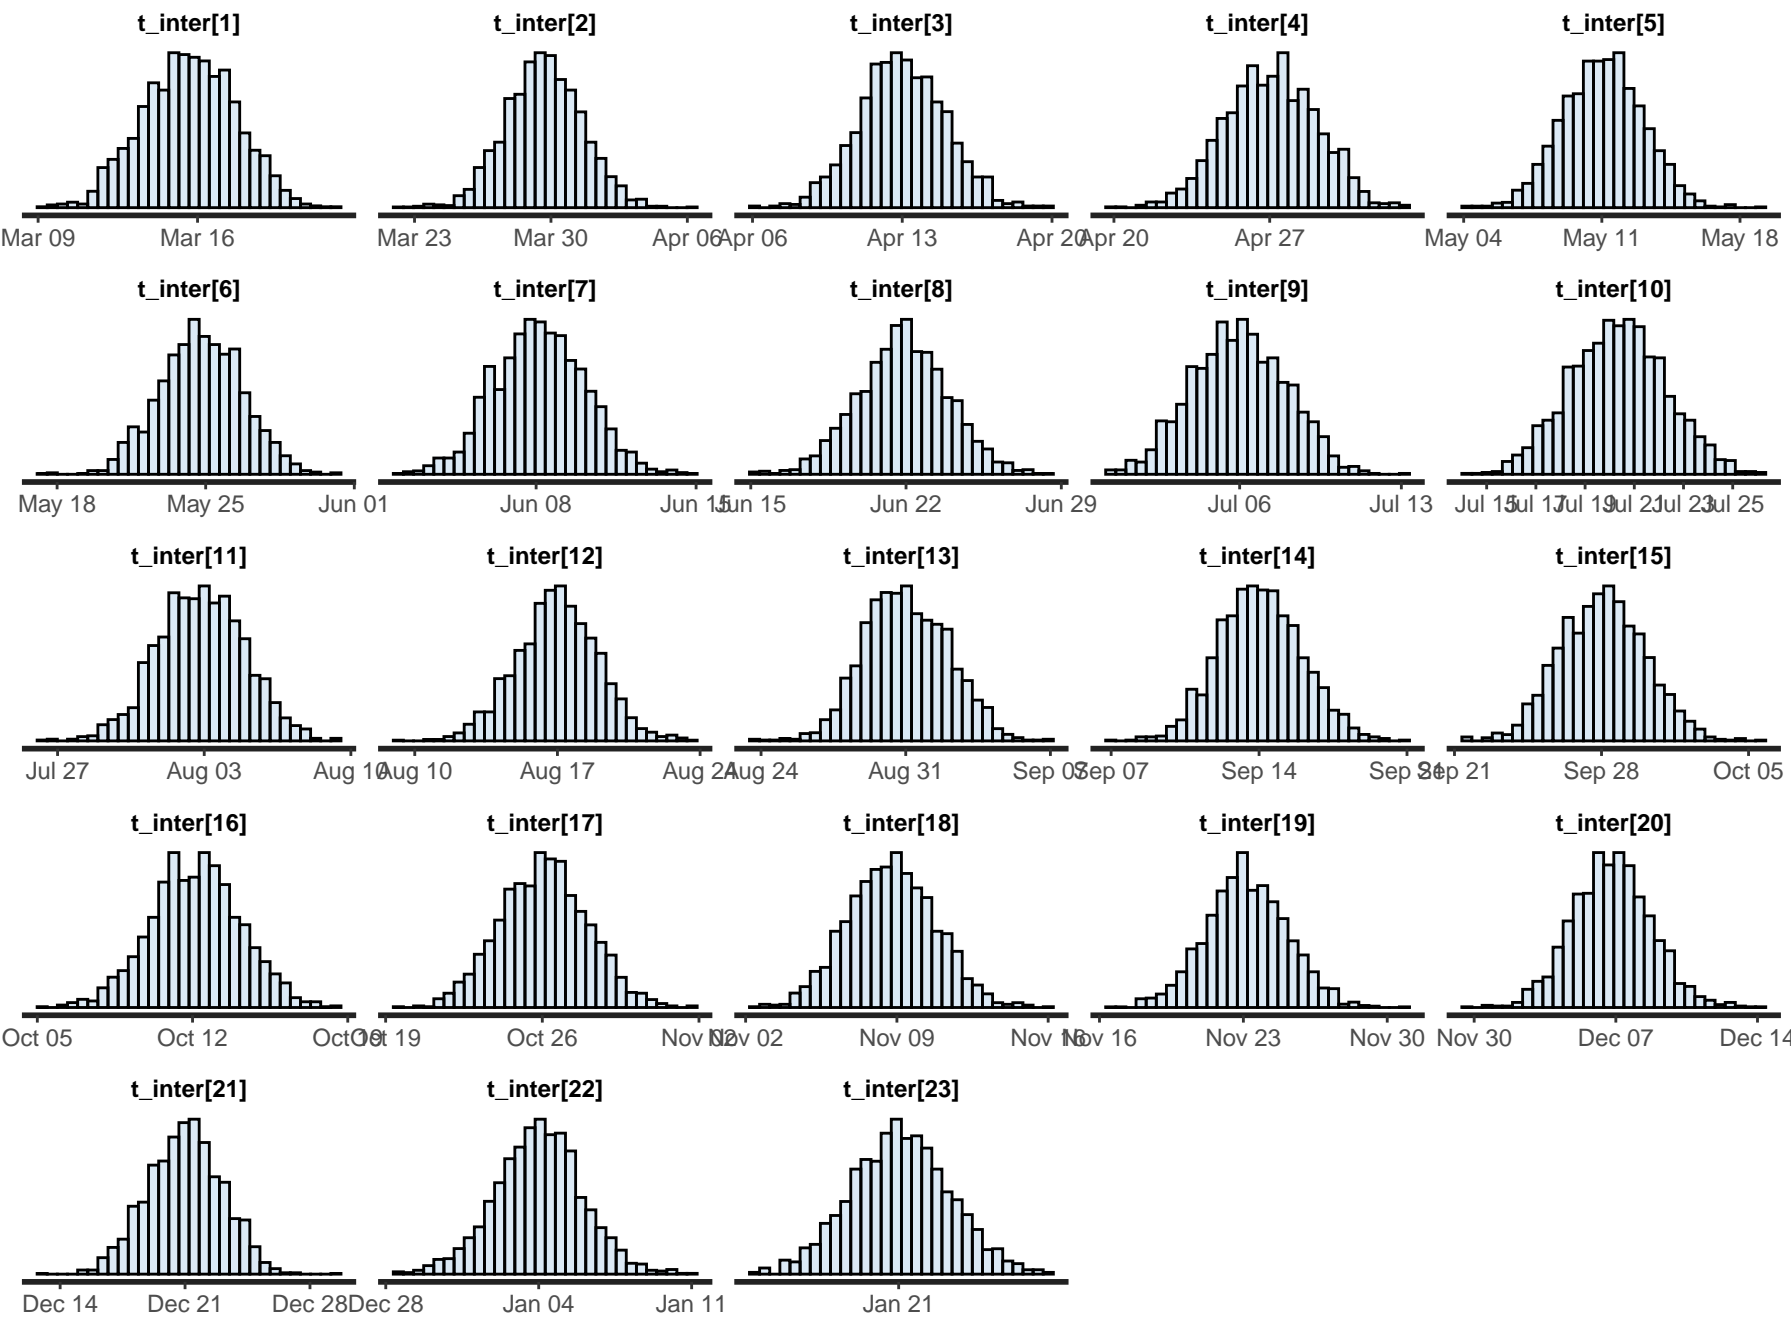 t_inter[1] t_inter[2] t_inter[3] t_inter[4] t_inter[5]
Mar 09 Mar 16 Mar 23 Mar 30 Apr 06 Apr 06 Apr 13 Apr 20 Apr 20 Apr 27 May 04 May 11 May 18
t_inter[6] t_inter[7] t_inter[8] t_inter[9] t_inter[10]
May 18 May 25 Jun 01 Jun 08 Jun 15 Jun 15 Jun 22 Jun 29 Jul 06 Jul 13 Jul 15 Jul 17 Jul 19 Jul 21 Jul 23 Jul 25
t_inter[11] t_inter[12] t_inter[13] t_inter[14] t_inter[15]
Jul 27 Aug 03 Aug 10 Aug 10 Aug 17 Aug 24 Aug 24 Aug 31 Sep 07 Sep 07 Sep 14 Sep 21 Sep 21 Sep 28 Oct 05
t_inter[16] t_inter[17] t_inter[18] t_inter[19] t_inter[20]
Oct 05 Oct 12 Oct 19 Oct 19 Oct 26 Nov 02 Nov 02 Nov 09 Nov 16 Nov 16 Nov 23 Nov 30 Nov 30 Dec 07 Dec 14
t_inter[21] t_inter[22] t_inter[23]
Dec 14 Dec 21 Dec 28 Dec 28 Jan 04 Jan 11 Jan 21